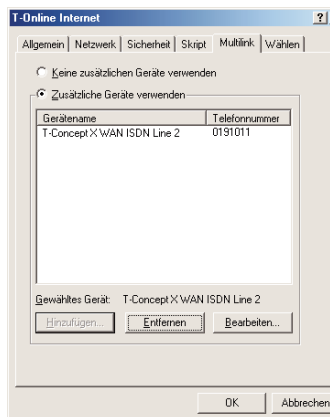 T-Online Internet ?
Allgemein Netzwerk Sicherheit Skript Multilink Wählen
Keine zusätzlichen Geräte verwenden
Zusätzliche Geräte verwenden
Gerätename Telefonnummer
T-Concept X WAN ISDN Line 2 0191011
Gewähltes Gerät: T-Concept X WAN ISDN Line 2
Hinzufügen... Entfernen Bearbeiten...
OK Abbrechen